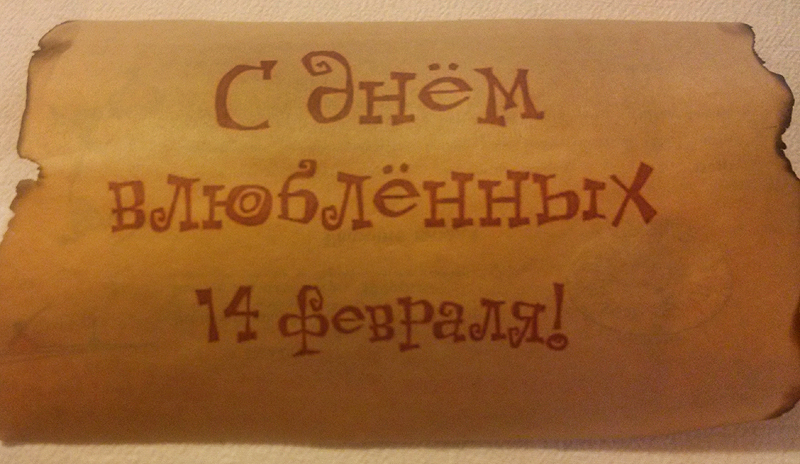 С днём
влюблённых
14 февраля!